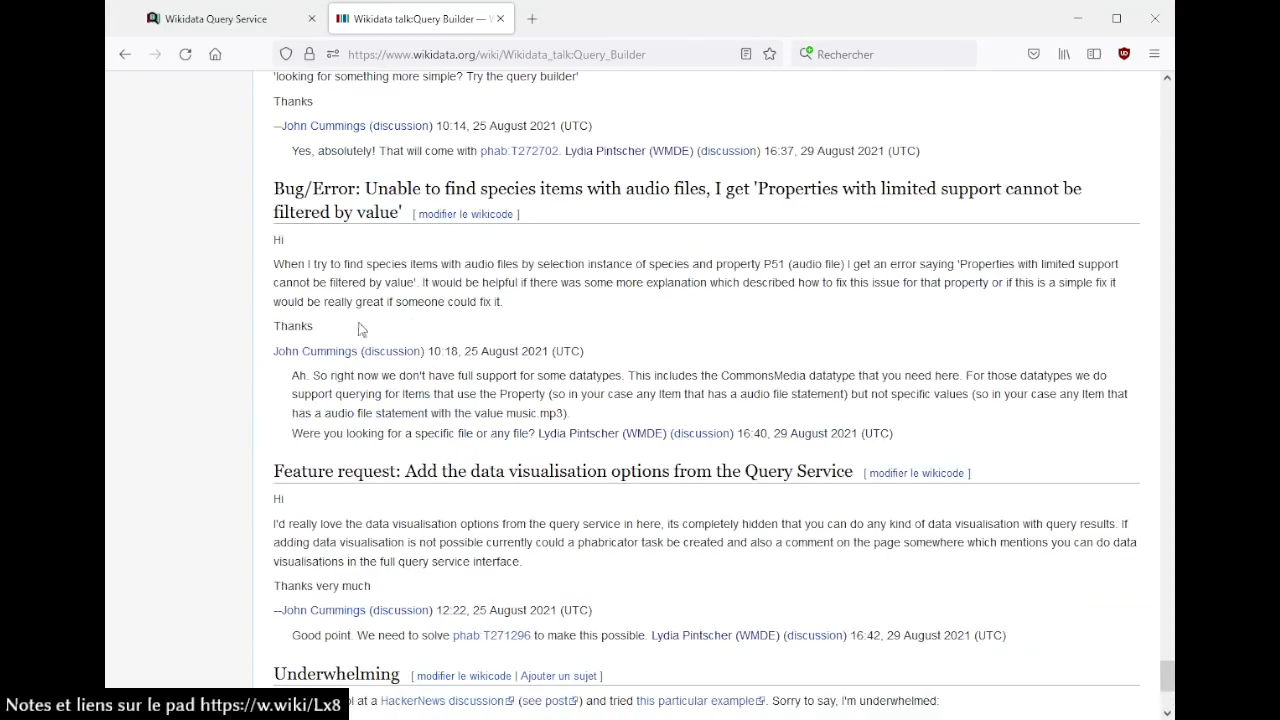 Wikidata Query Service
Wikidata talk:Query Builder —
https://www.wikidata.org/wiki/Wikidata_talk:Query_Builder
Rechercher
'looking for something more simple? Try the query builder'
Thanks
--John Cummings (discussion) 10:14, 25 August 2021 (UTC)
Yes, absolutely! That will come with phab:T272702. Lydia Pintscher (WMDE) (discussion) 16:37, 29 August 2021 (UTC)
Bug/Error: Unable to find species items with audio files, I get 'Properties with limited support cannot be
filtered by value' [ modifier le wikicode ]
Hi
When I try to find species items with audio files by selection instance of species and property P51 (audio file) I get an error saying 'Properties with limited support
cannot be filtered by value'. It would be helpful if there was some more explanation which described how to fix this issue for that property or if this is a simple fix it
would be really great if someone could fix it.
Thanks
John Cummings (discussion) 10:18, 25 August 2021 (UTC)
Ah. So right now we don't have full support for some datatypes. This includes the CommonsMedia datatype that you need here. For those datatypes we do
support querying for Items that use the Property (so in your case any Item that has a audio file statement) but not specific values (so in your case any Item that
has a audio file statement with the value music.mp3).
Were you looking for a specific file or any file? Lydia Pintscher (WMDE) (discussion) 16:40, 29 August 2021 (UTC)
Feature request: Add the data visualisation options from the Query Service [ modifier le wikicode ]
Hi
I'd really love the data visualisation options from the query service in here, its completely hidden that you can do any kind of data visualisation with query results. If
adding data visualisation is not possible currently could a phabricator task be created and also a comment on the page somewhere which mentions you can do data
visualisations in the full query service interface.
Thanks very much
--John Cummings (discussion) 12:22, 25 August 2021 (UTC)
Good point. We need to solve phab:T271296 to make this possible. Lydia Pintscher (WMDE) (discussion) 16:42, 29 August 2021 (UTC)
Underwhelming [ modifier le wikicode | Ajouter un sujet ]
at a HackerNews discussion (see post) and tried this particular example. Sorry to say, I'm underwhelmed:
Notes et liens sur le pad https://w.wiki/Lx8